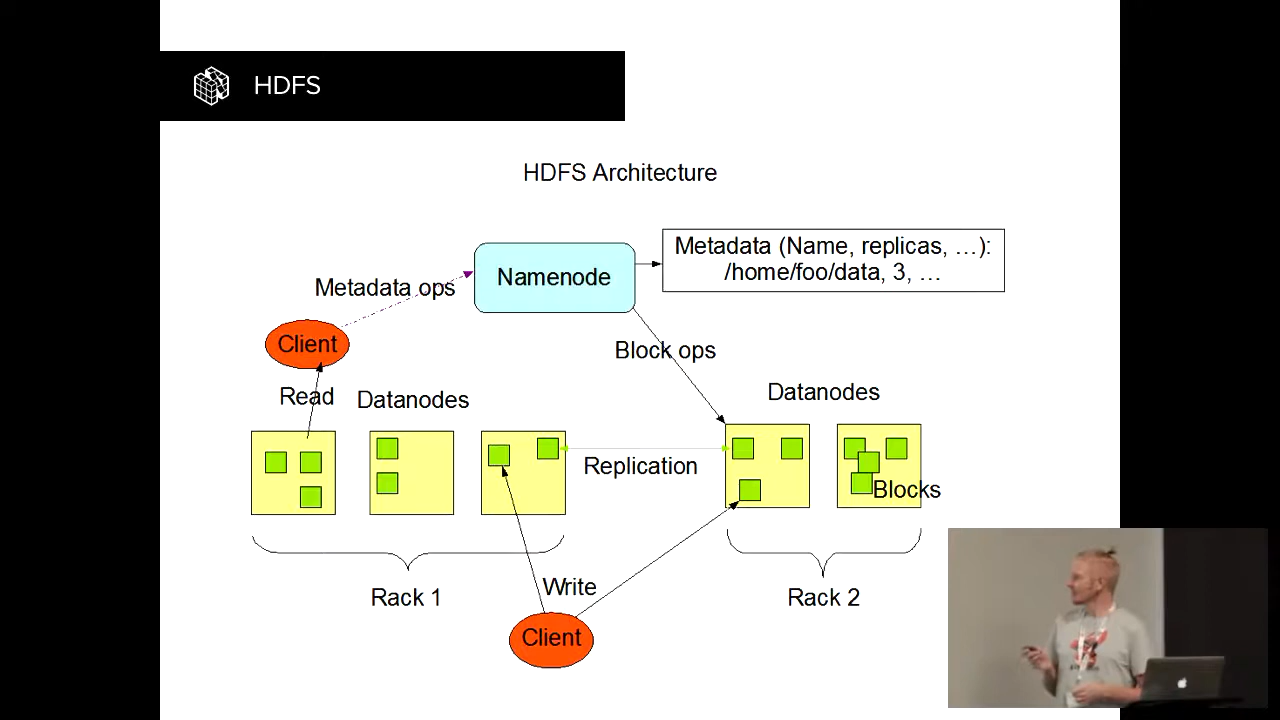 HDFS
HDFS Architecture
Metadata (Name, replicas, …):
/home/foo/data, 3, …
Namenode
Metadata ops
Client
Block ops
Read
Datanodes
Datanodes
Replication
Blocks
Rack 1
Write
Rack 2
Client